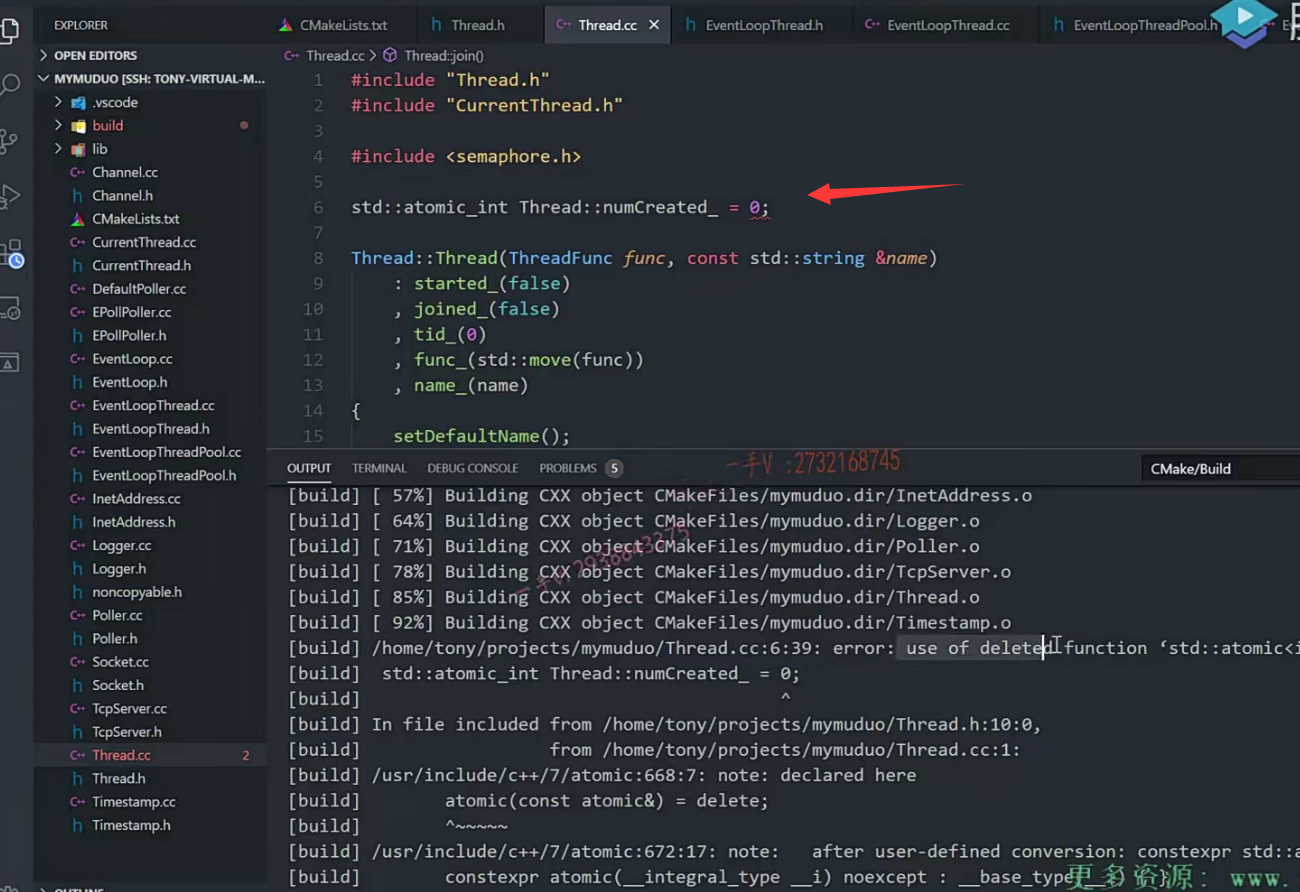 EXPLORER
CMakeLists.txt
Thread.h
Thread.cc
EventLoopThread.h
EventLoopThread.cc
EventLoopThreadPool.h
OPEN EDITORS
Thread.cc > Thread::join()
MYMUDUO [SSH: TONY-VIRTUAL-M...
.vscode
build
lib
Channel.cc
Channel.h
CMakeLists.txt
CurrentThread.cc
CurrentThread.h
DefaultPoller.cc
EPollPoller.cc
EPollPoller.h
EventLoop.cc
EventLoop.h
EventLoopThread.cc
EventLoopThread.h
EventLoopThreadPool.cc
EventLoopThreadPool.h
InetAddress.cc
InetAddress.h
Logger.cc
Logger.h
noncopyable.h
Poller.cc
Poller.h
Socket.cc
Socket.h
TcpServer.cc
TcpServer.h
Thread.cc 2
Thread.h
Timestamp.cc
Timestamp.h
1 #include "Thread.h"
2 #include "CurrentThread.h"
3
4 #include <semaphore.h>
5
6 std::atomic_int Thread::numCreated_ = 0;
7
8 Thread::Thread(ThreadFunc func, const std::string &name)
9 : started_(false)
10 , joined_(false)
11 , tid_(0)
12 , func_(std::move(func))
13 , name_(name)
14 {
15 setDefaultName();
OUTPUT TERMINAL DEBUG CONSOLE PROBLEMS 5
一手V :2732168745
CMake/Build
[build] [ 57%] Building CXX object CMakeFiles/mymuduo.dir/InetAddress.o
[build] [ 64%] Building CXX object CMakeFiles/mymuduo.dir/Logger.o
[build] [ 71%] Building CXX object CMakeFiles/mymuduo.dir/Poller.o
[build] [ 78%] Building CXX object CMakeFiles/mymuduo.dir/TcpServer.o
[build] [ 85%] Building CXX object CMakeFiles/mymuduo.dir/Thread.o
[build] [ 92%] Building CXX object CMakeFiles/mymuduo.dir/Timestamp.o
[build] /home/tony/projects/mymuduo/Thread.cc:6:39: error: use of deleted function ‘std::atomic<i
[build] std::atomic_int Thread::numCreated_ = 0;
[build] ^
[build] In file included from /home/tony/projects/mymuduo/Thread.h:10:0,
[build] from /home/tony/projects/mymuduo/Thread.cc:1:
[build] /usr/include/c++/7/atomic:668:7: note: declared here
[build] atomic(const atomic&) = delete;
[build] ^~~~~~
[build] /usr/include/c++/7/atomic:672:17: note: after user-defined conversion: constexpr std::a
[build] constexpr atomic(__integral_type __i) noexcept : __base_type
更多资源: www.